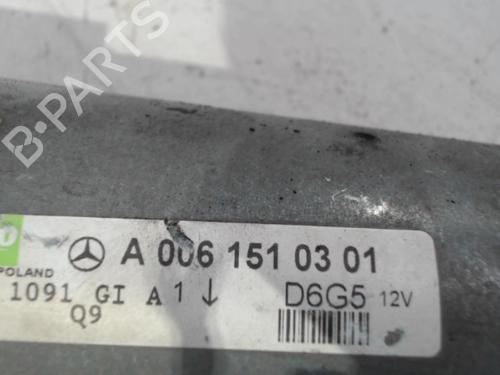 B-PARTS
A 006 151 03 01
POLAND
1091 GI A 1 ↓ D6G5 12V
Q9